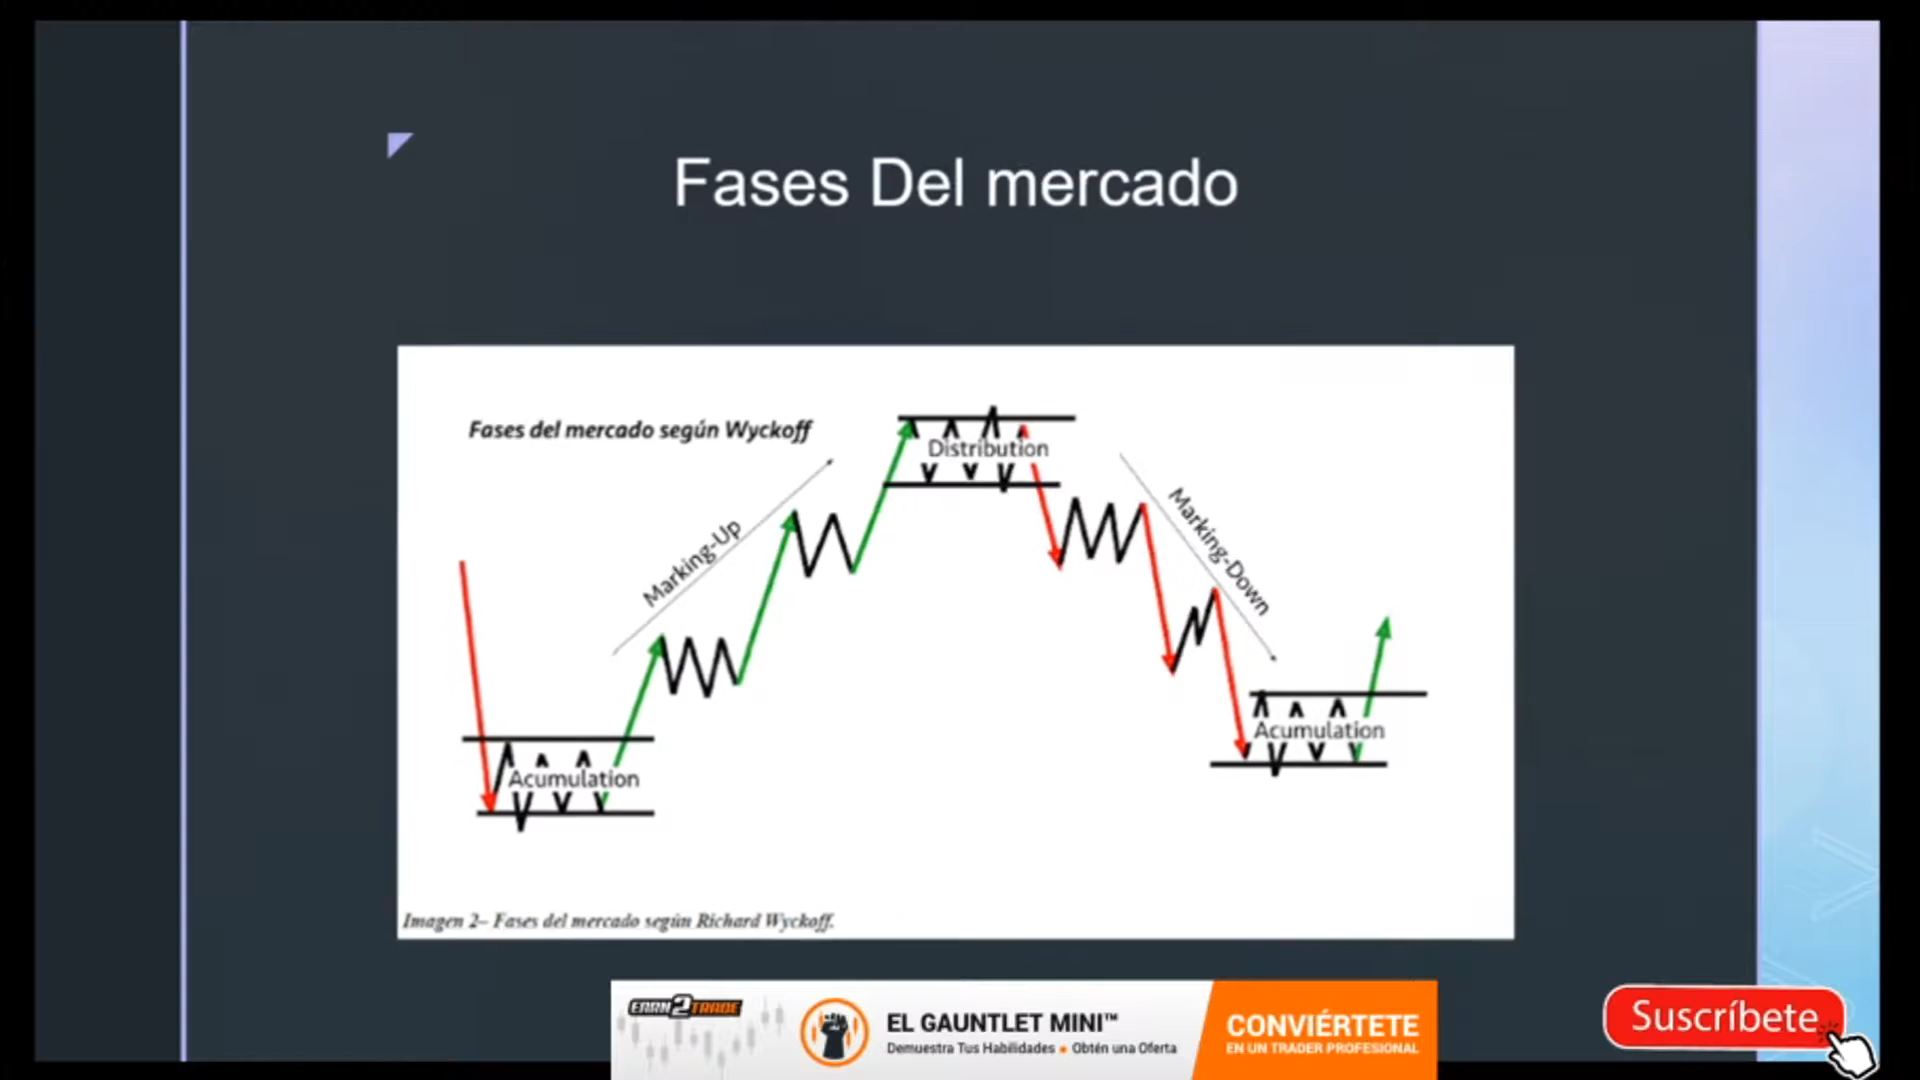 Fases Del mercado
Fases del mercado según Wyckoff
Distribution
Marking-Up
Marking-Down
Acumulation
Acumulation
Imagen 2– Fases del mercado según Richard Wyckoff.
EARN2TRADE
EL GAUNTLET MINI™
Demuestra Tus Habilidades • Obtén una Oferta
CONVIÉRTETE
EN UN TRADER PROFESIONAL
Suscríbete